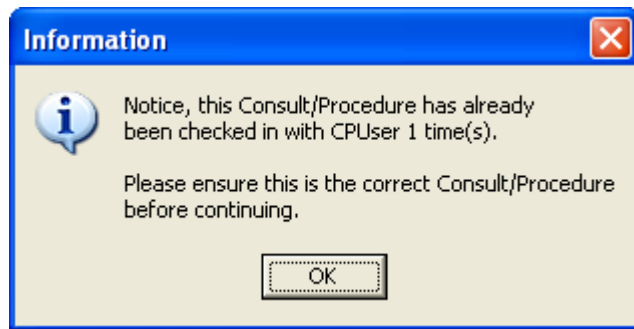 Information
Notice, this Consult/Procedure has already
been checked in with CPUser 1 time(s).
Please ensure this is the correct Consult/Procedure
before continuing.
OK